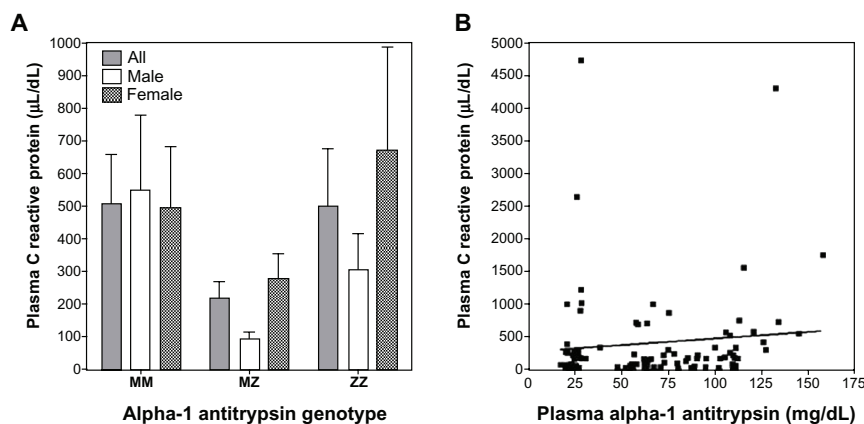 A
Plasma C reactive protein (µL/dL)
1000
900
800
700
600
500
400
300
200
100
0
All
Male
Female
MM
MZ
ZZ
Alpha-1 antitrypsin genotype
B
Plasma C reactive protein (µL/dL)
5000
4500
4000
3500
3000
2500
2000
1500
1000
500
0
0 25 50 75 100 125 150 175
Plasma alpha-1 antitrypsin (mg/dL)